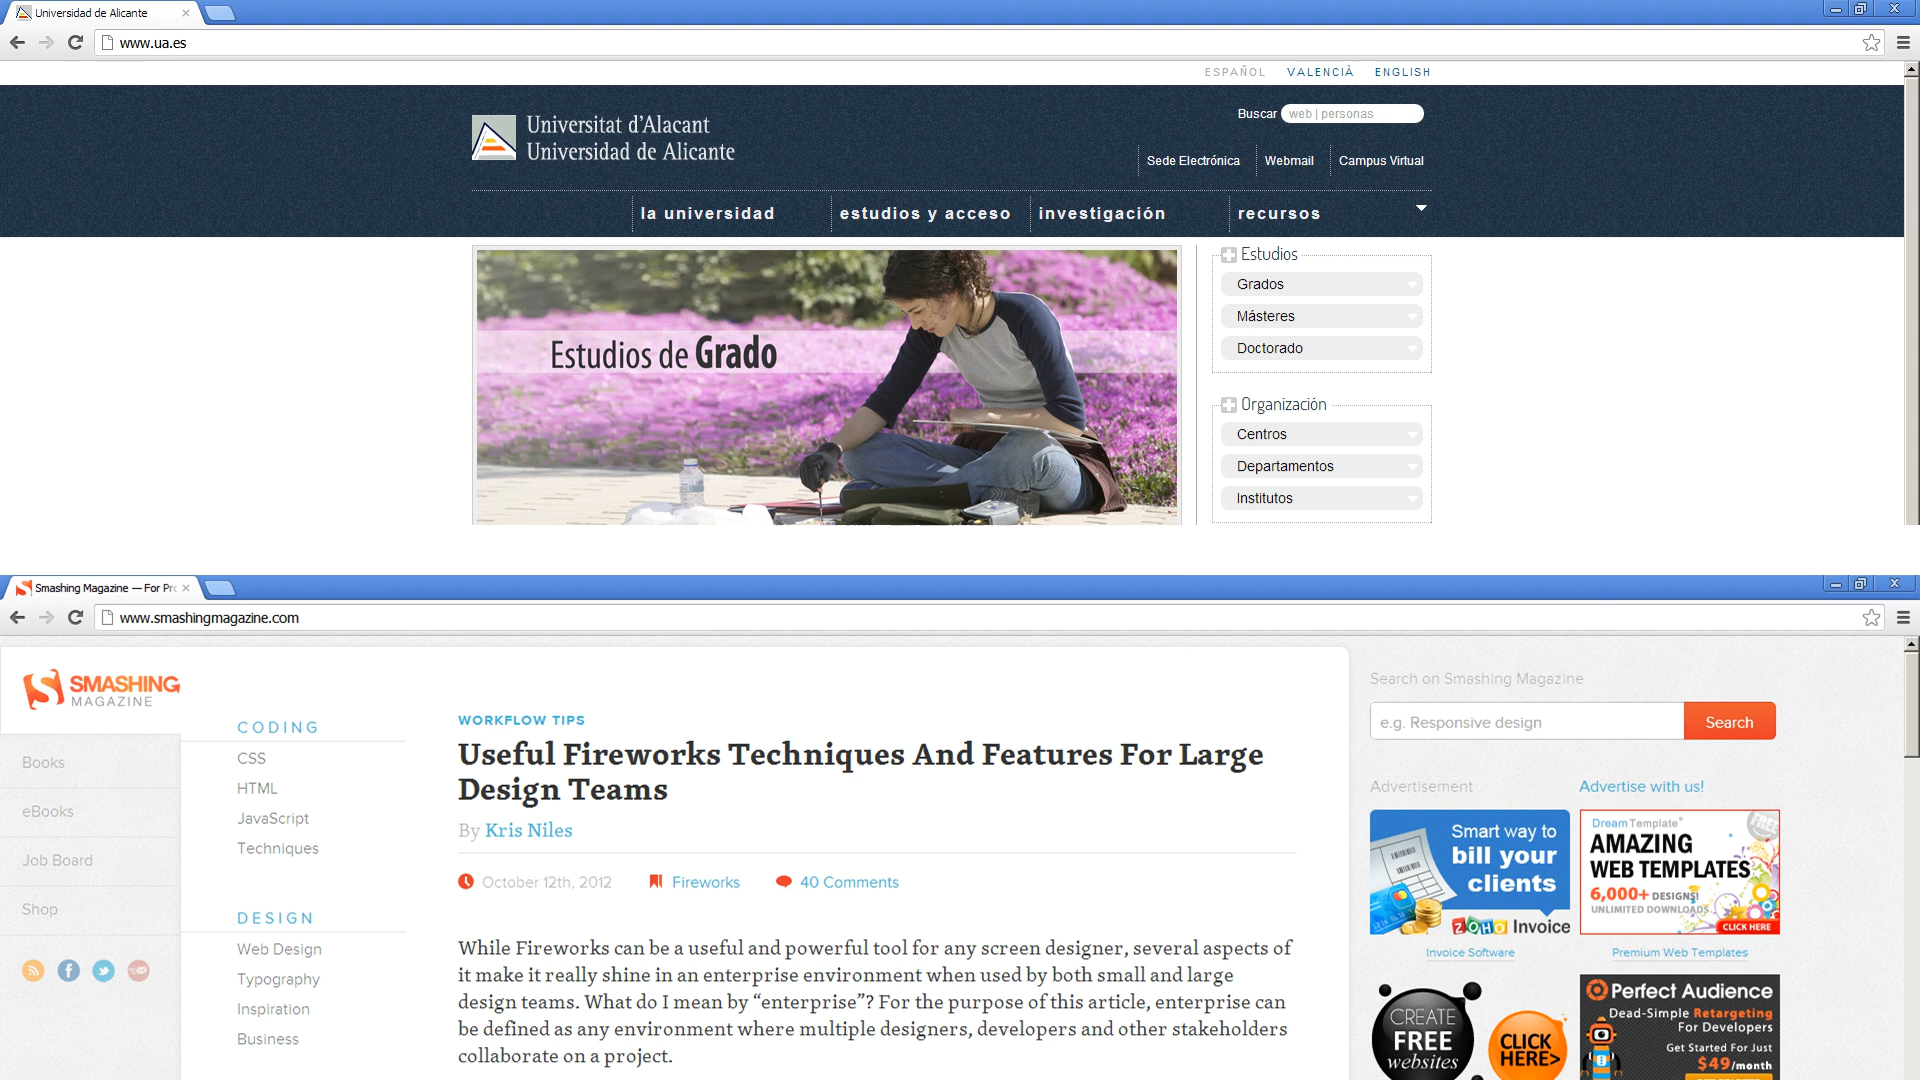 Universidad de Alicante
www.ua.es
ESPAÑOL VALENCIÀ ENGLISH
Universitat d'Alacant
Universidad de Alicante
Buscar web | personas
Sede Electrónica Webmail Campus Virtual
la universidad estudios y acceso investigación recursos
Estudios de Grado
Estudios
Grados
Másteres
Doctorado
Organización
Centros
Departamentos
Institutos
Smashing Magazine — For Pr
www.smashingmagazine.com
SMASHING
MAGAZINE
Books
eBooks
Job Board
Shop
CODING
CSS
HTML
JavaScript
Techniques
DESIGN
Web Design
Typography
Inspiration
Business
WORKFLOW TIPS
Useful Fireworks Techniques And Features For Large
Design Teams
By Kris Niles
October 12th, 2012 Fireworks 40 Comments
While Fireworks can be a useful and powerful tool for any screen designer, several aspects of
it make it really shine in an enterprise environment when used by both small and large
design teams. What do I mean by “enterprise”? For the purpose of this article, enterprise can
be defined as any environment where multiple designers, developers and other stakeholders
collaborate on a project.
Search on Smashing Magazine
e.g. Responsive design Search
Advertisement Advertise with us!
Smart way to
bill your
clients
ZOHO Invoice
Invoice Software
DreamTemplate®
FREE
AMAZING
WEB TEMPLATES
6,000+ DESIGNS!
UNLIMITED DOWNLOADS
CLICK HERE
Premium Web Templates
CREATE
FREE
websites
CLICK
HERE>
Perfect Audience
Dead-Simple Retargeting
For Developers
Get Started For Just
$49/month